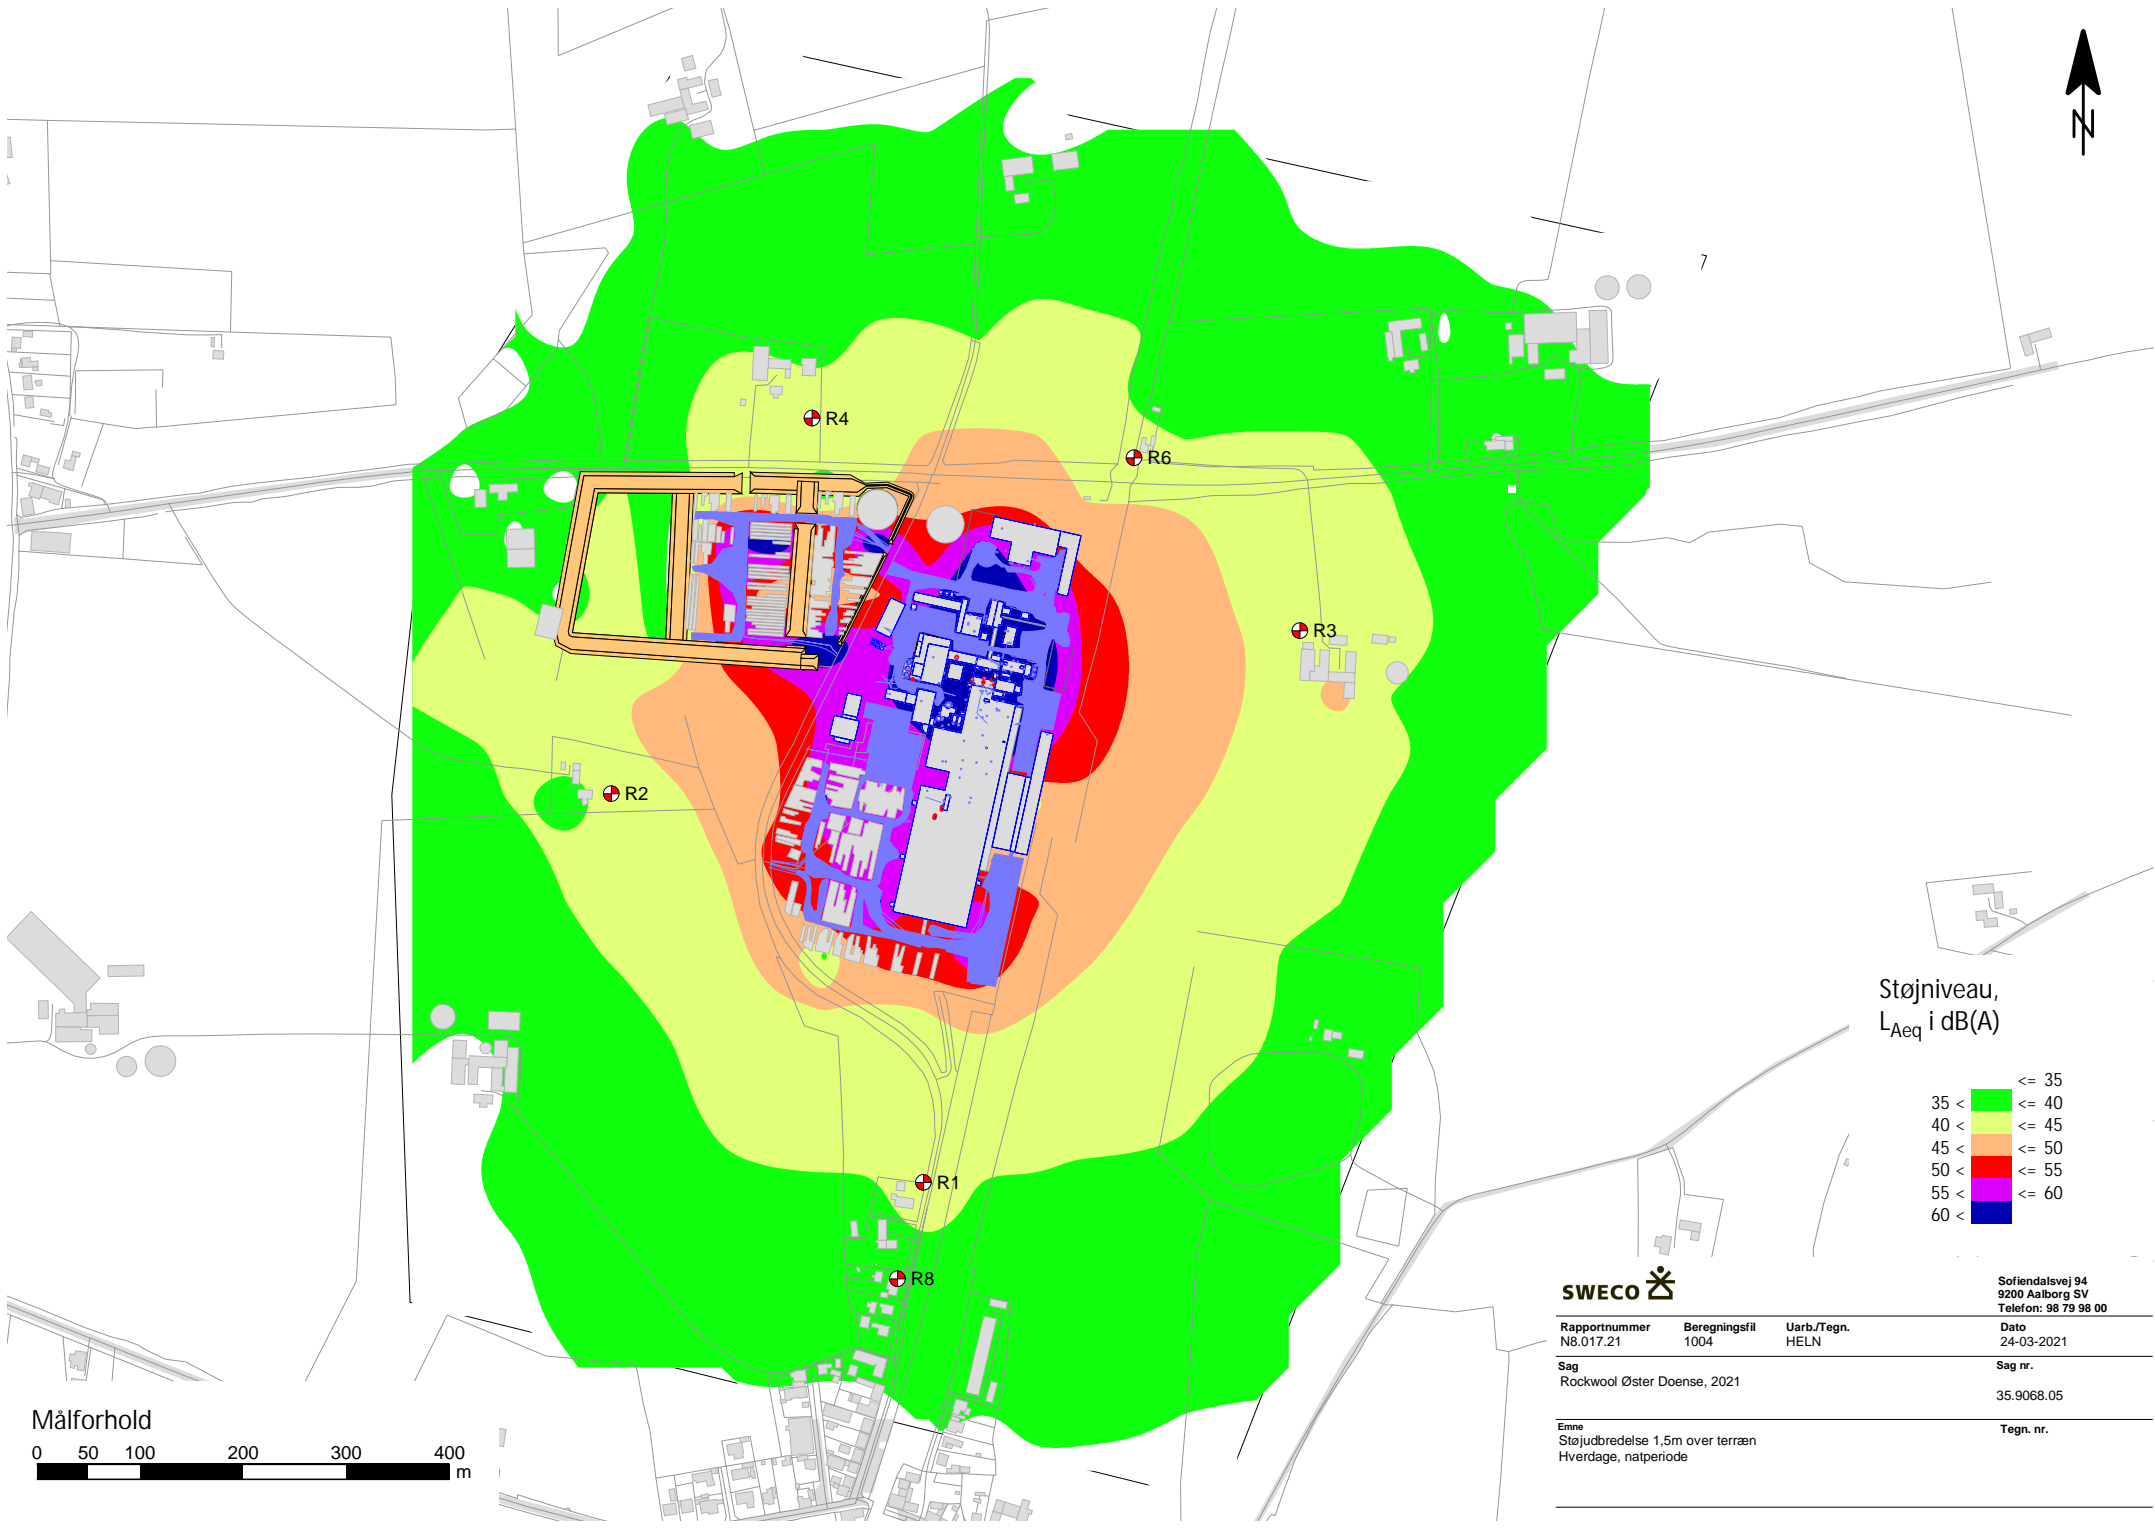 N
R4
R6
R3
R2
R1
R8
Støjniveau,
LAeq i dB(A)
<= 35
35 < <= 40
40 < <= 45
45 < <= 50
50 < <= 55
55 < <= 60
60 <
Målforhold
0 50 100 200 300 400
m
SWECO
Sofiendalsvej 94
9200 Aalborg SV
Telefon: 98 79 98 00
Rapportnummer Beregningsfil Uarb./Tegn. Dato
N8.017.21 1004 HELN 24-03-2021
Sag Sag nr.
Rockwool Øster Doense, 2021
35.9068.05
Emne Tegn. nr.
Støjudbredelse 1,5m over terræn
Hverdage, natperiode